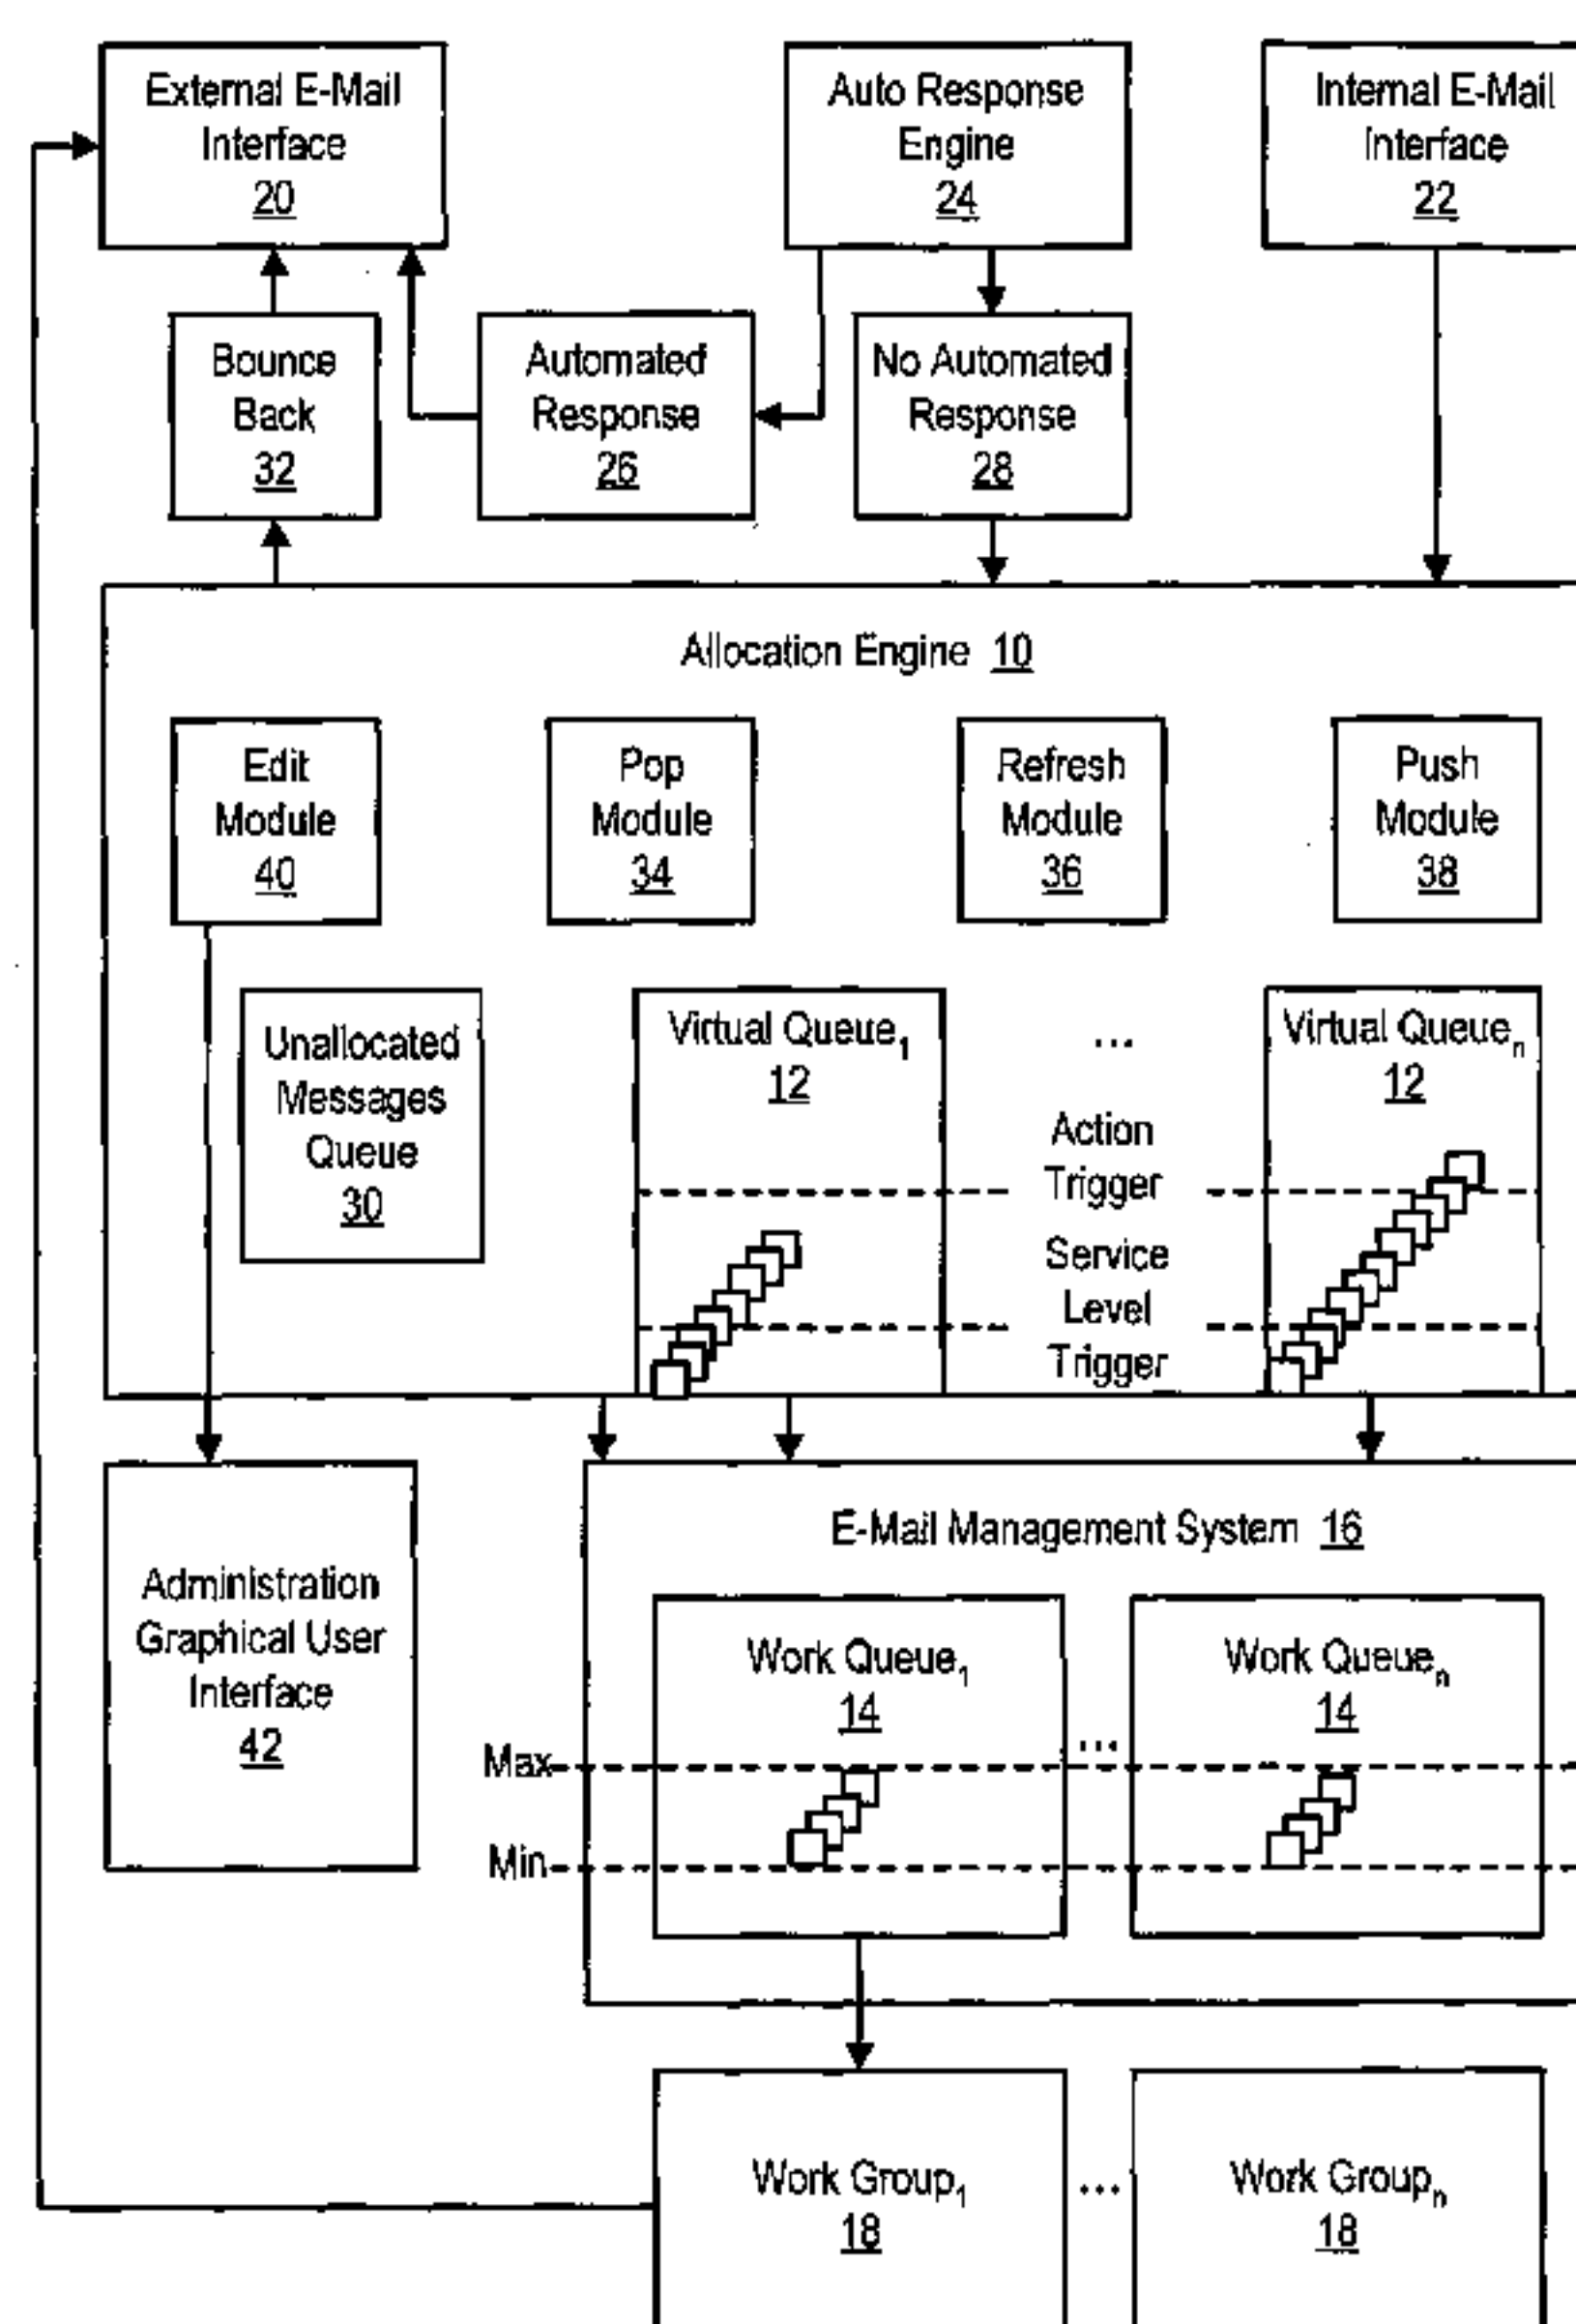 External E-Mail
Interface
20
Auto Response
Engine
24
Internal E-Mail
Interface
22
Bounce
Back
32
Automated
Response
26
No Automated
Response
28
Allocation Engine 10
Edit
Module
40
Pop
Module
34
Refresh
Module
36
Push
Module
38
Unallocated
Messages
Queue
30
Virtual Queue1
12
...
Virtual Queuen
12
Action
Trigger
Service
Level
Trigger
Administration
Graphical User
Interface
42
E-Mail Management System 16
Work Queue1
14
...
Work Queuen
14
Max
Min
Work Group1
18
...
Work Groupn
18